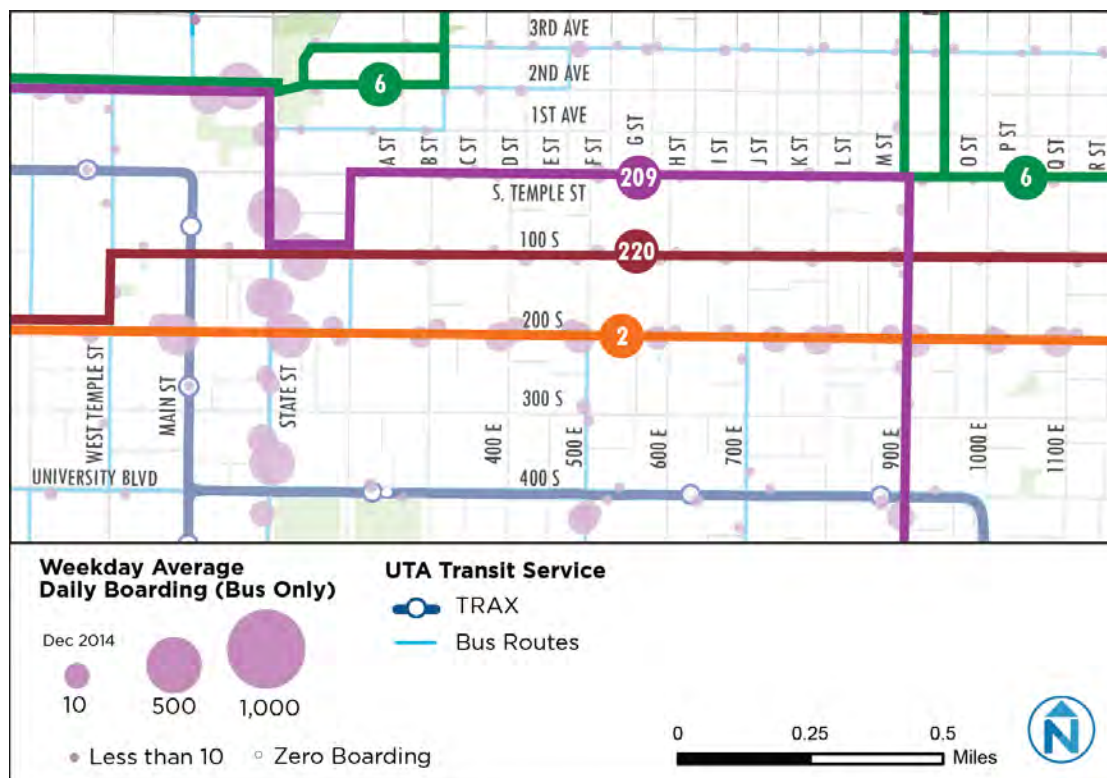 3RD AVE
2ND AVE
6
1ST AVE
A ST
B ST
C ST
D ST
E ST
F ST
G ST
H ST
I ST
J ST
K ST
L ST
M ST
O ST
P ST
Q ST
R ST
209
6
S. TEMPLE ST
100 S
220
200 S
2
WEST TEMPLE ST
MAIN ST
STATE ST
300 S
400 E
500 E
600 E
700 E
900 E
1000 E
1100 E
UNIVERSITY BLVD
400 S
Weekday Average
Daily Boarding (Bus Only)
Dec 2014
10
500
1,000
Less than 10
Zero Boarding
UTA Transit Service
TRAX
Bus Routes
0
0.25
0.5
Miles
N